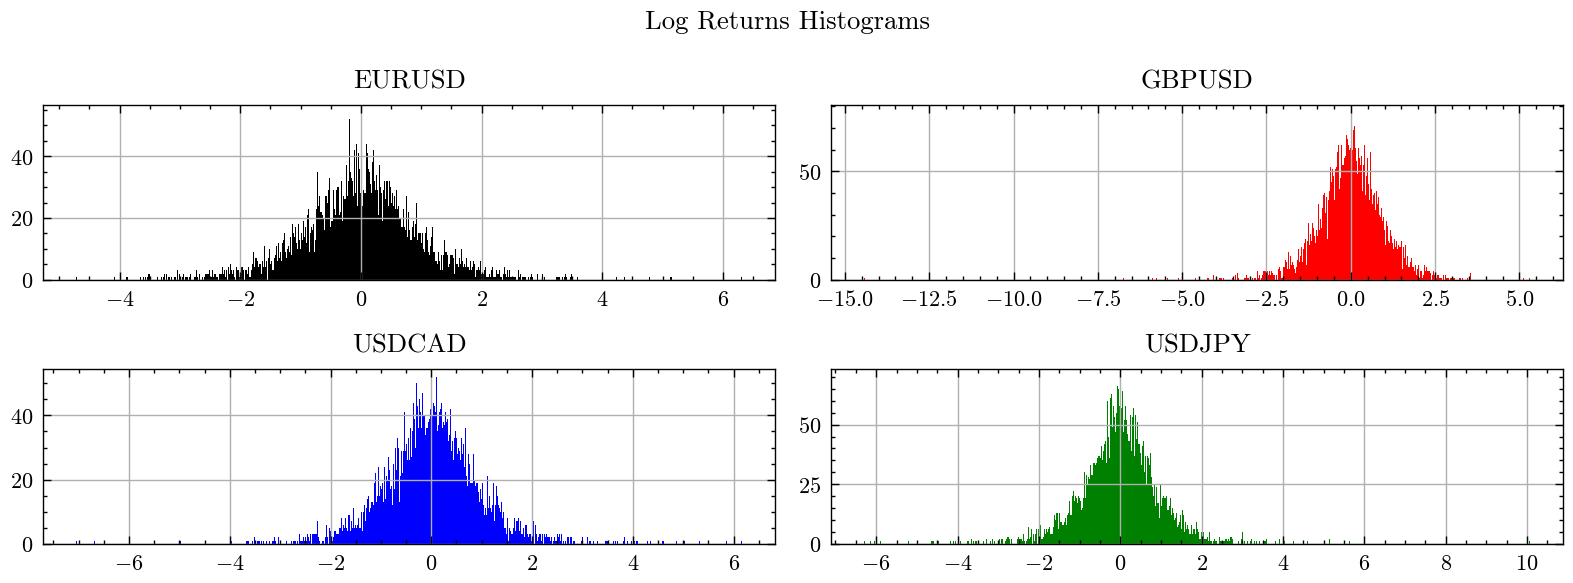 Log Returns Histograms
EURUSD
GBPUSD
40
20
0
−4 −2 0 2 4 6
50
0
−15.0 −12.5 −10.0 −7.5 −5.0 −2.5 0.0 2.5 5.0
USDCAD
USDJPY
40
20
0
−6 −4 −2 0 2 4 6
50
25
0
−6 −4 −2 0 2 4 6 8 10